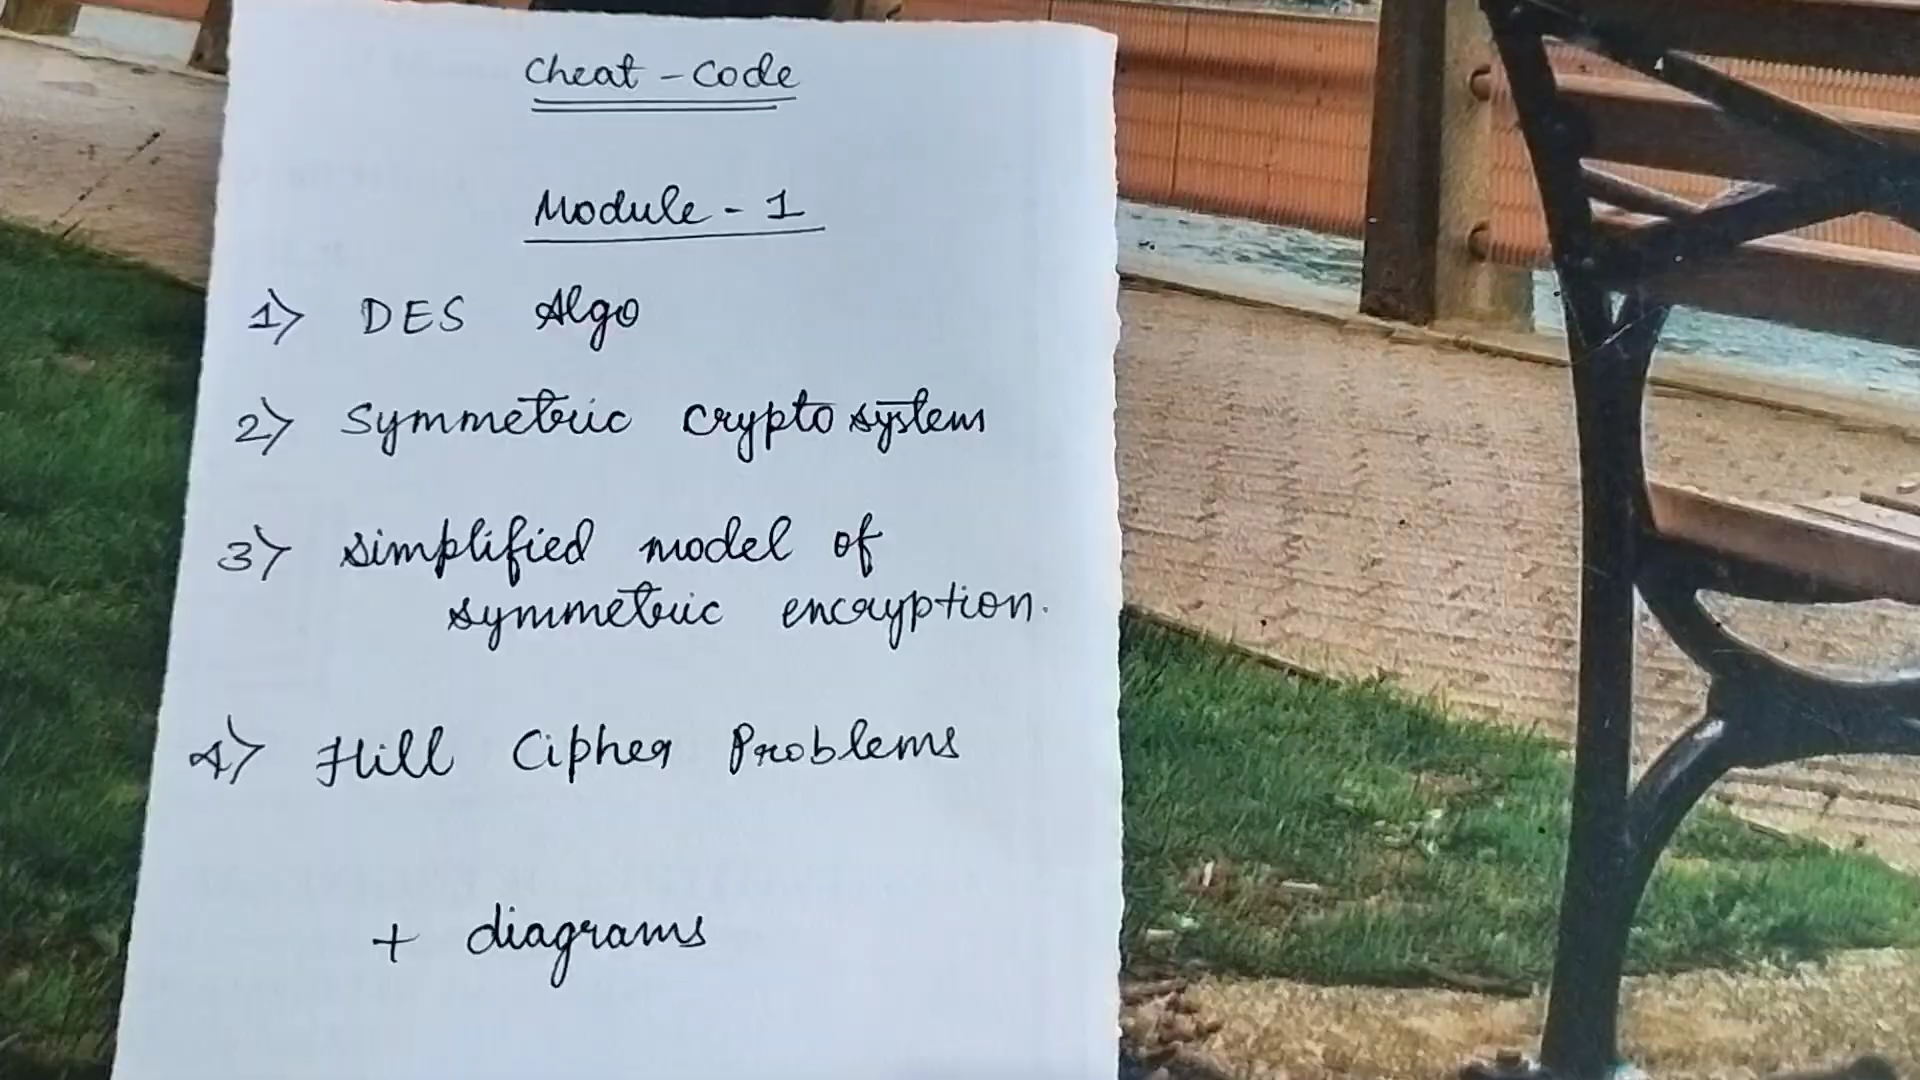 Cheat - Code
Module - 1
1) DES Algo
2) Symmetric crypto system
3) simplified model of
symmetric encryption.
4) Hill Cipher Problems
+ diagrams